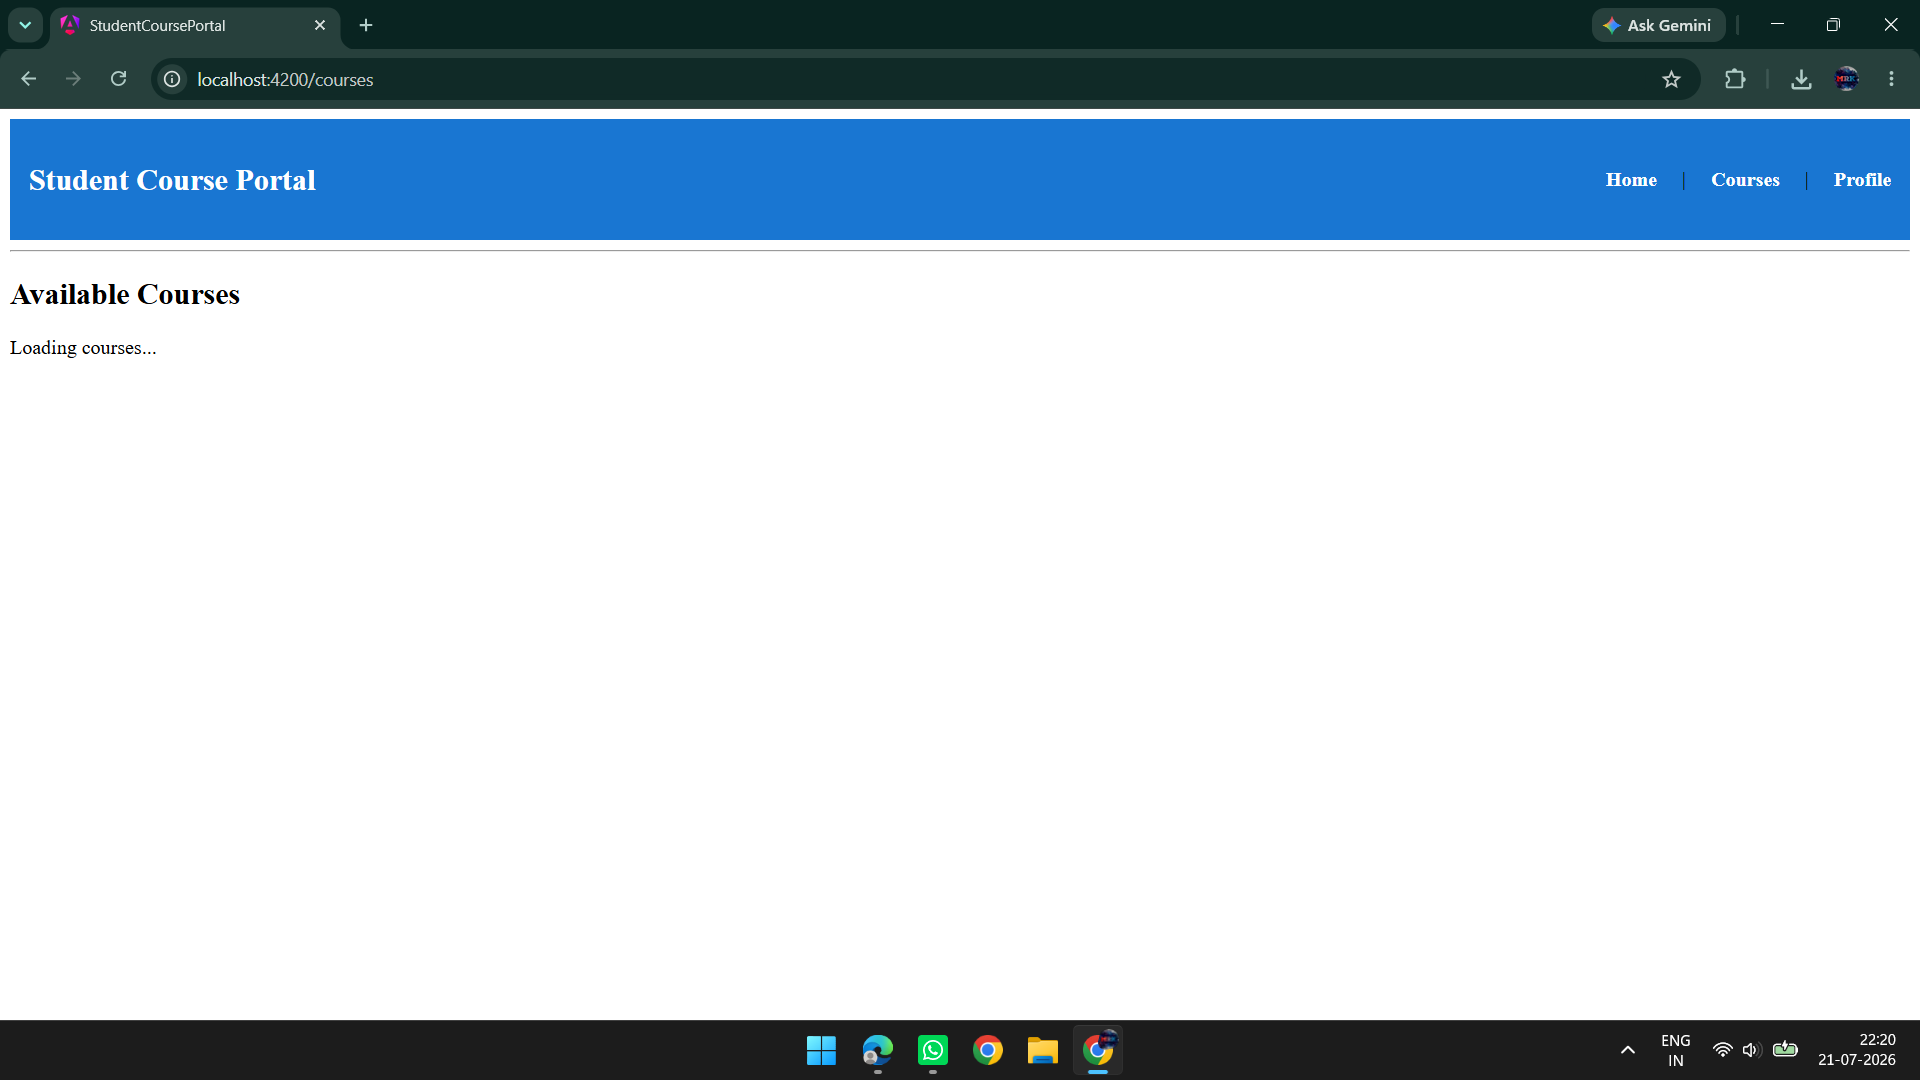 StudentCoursePortal
Ask Gemini
localhost:4200/courses
MRK
Student Course Portal
Home | Courses | Profile
Available Courses
Loading courses...
ENG
IN
22:20
21-07-2026